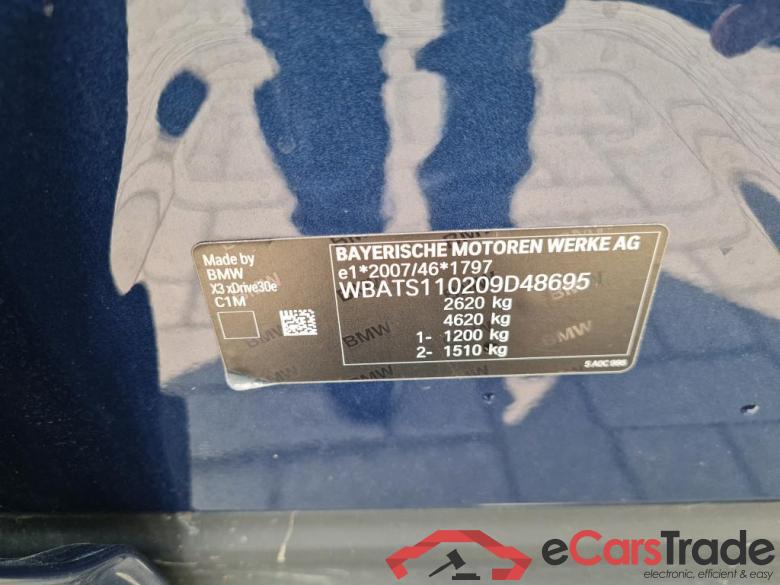 Made by
BMW
X3 xDrive30e
C1M
BAYERISCHE MOTOREN WERKE AG
e1*2007/46*1797
WBATS110209D48695
2620 kg
4620 kg
1- 1200 kg
2- 1510 kg
5 A0C 995
eCarsTrade
electronic, efficient & easy